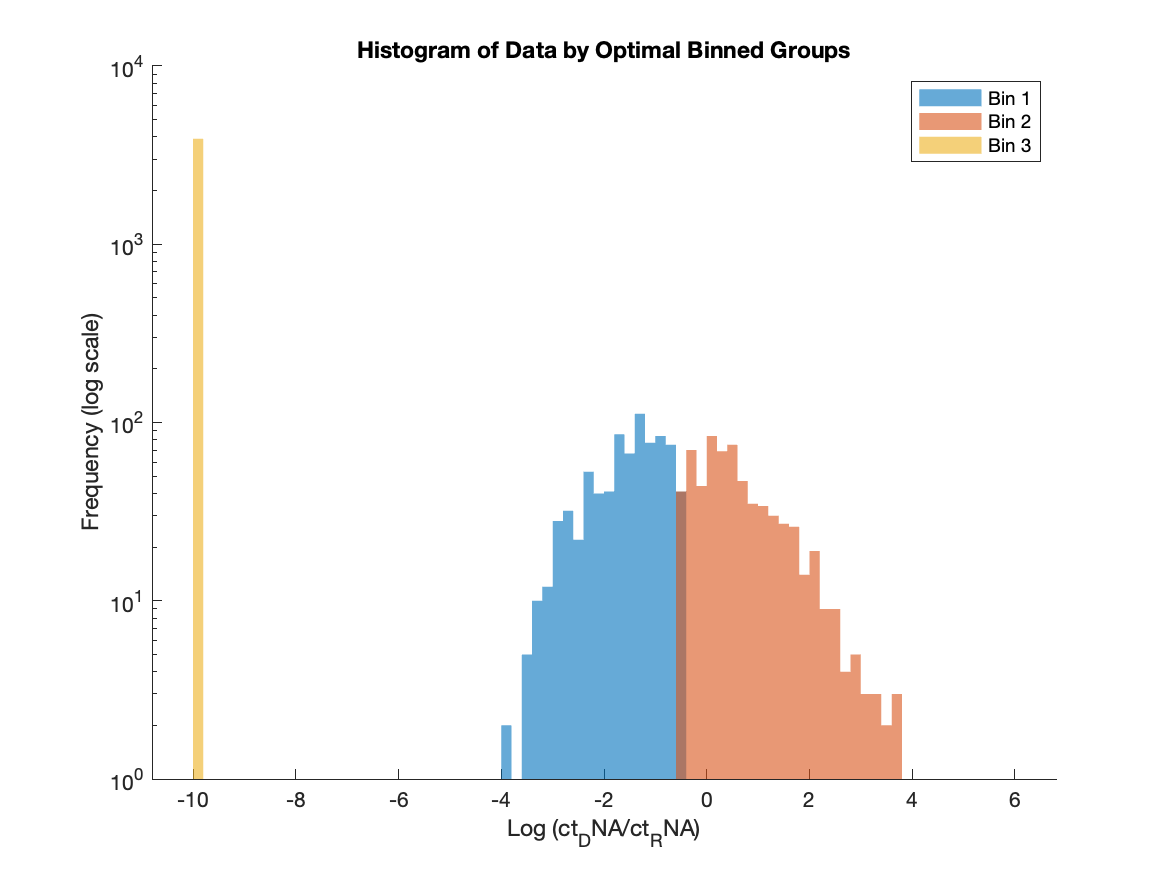 Histogram of Data by Optimal Binned Groups
Bin 1
Bin 2
Bin 3
Frequency (log scale)
10^4
10^3
10^2
10^1
10^0
-10 -8 -6 -4 -2 0 2 4 6
Log (ct_DNA/ct_RNA)